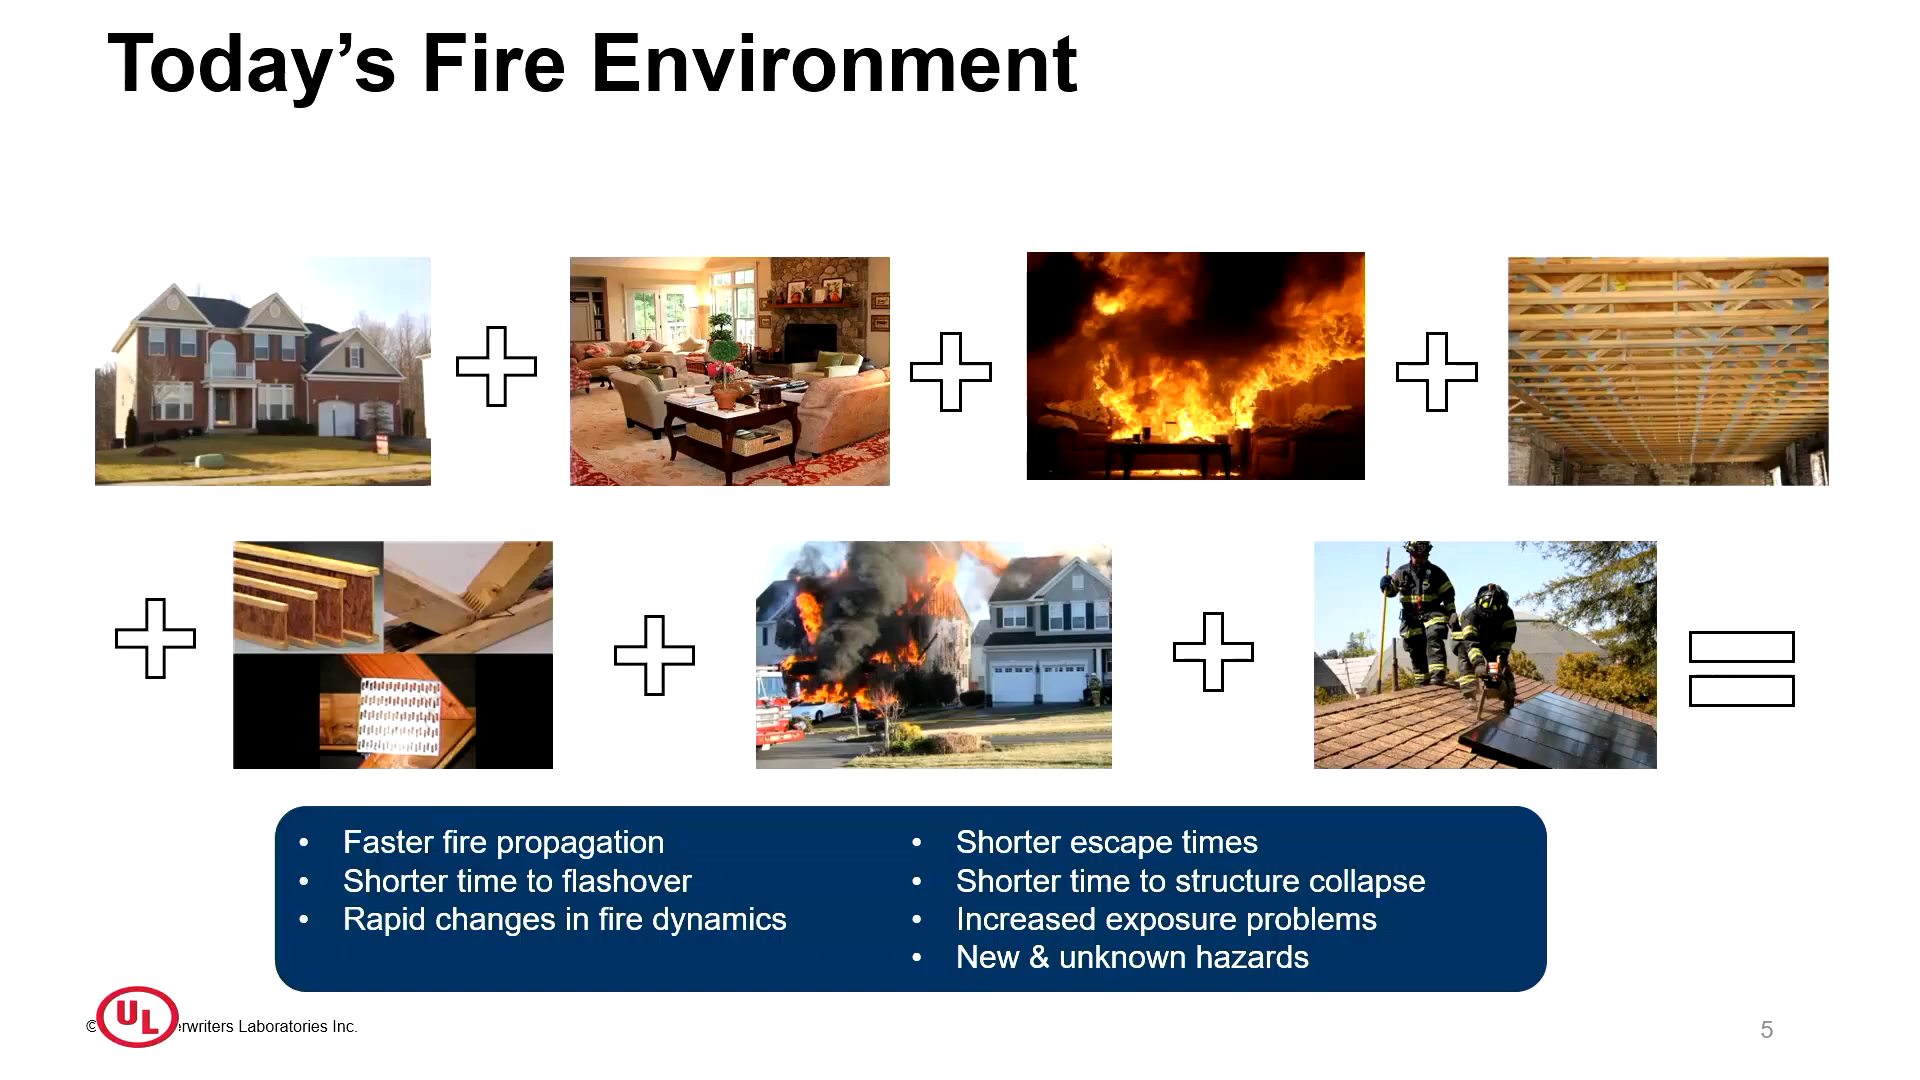 Today’s Fire Environment
• Faster fire propagation
• Shorter time to flashover
• Rapid changes in fire dynamics
• Shorter escape times
• Shorter time to structure collapse
• Increased exposure problems
• New & unknown hazards
UL
© erwriters Laboratories Inc.
5